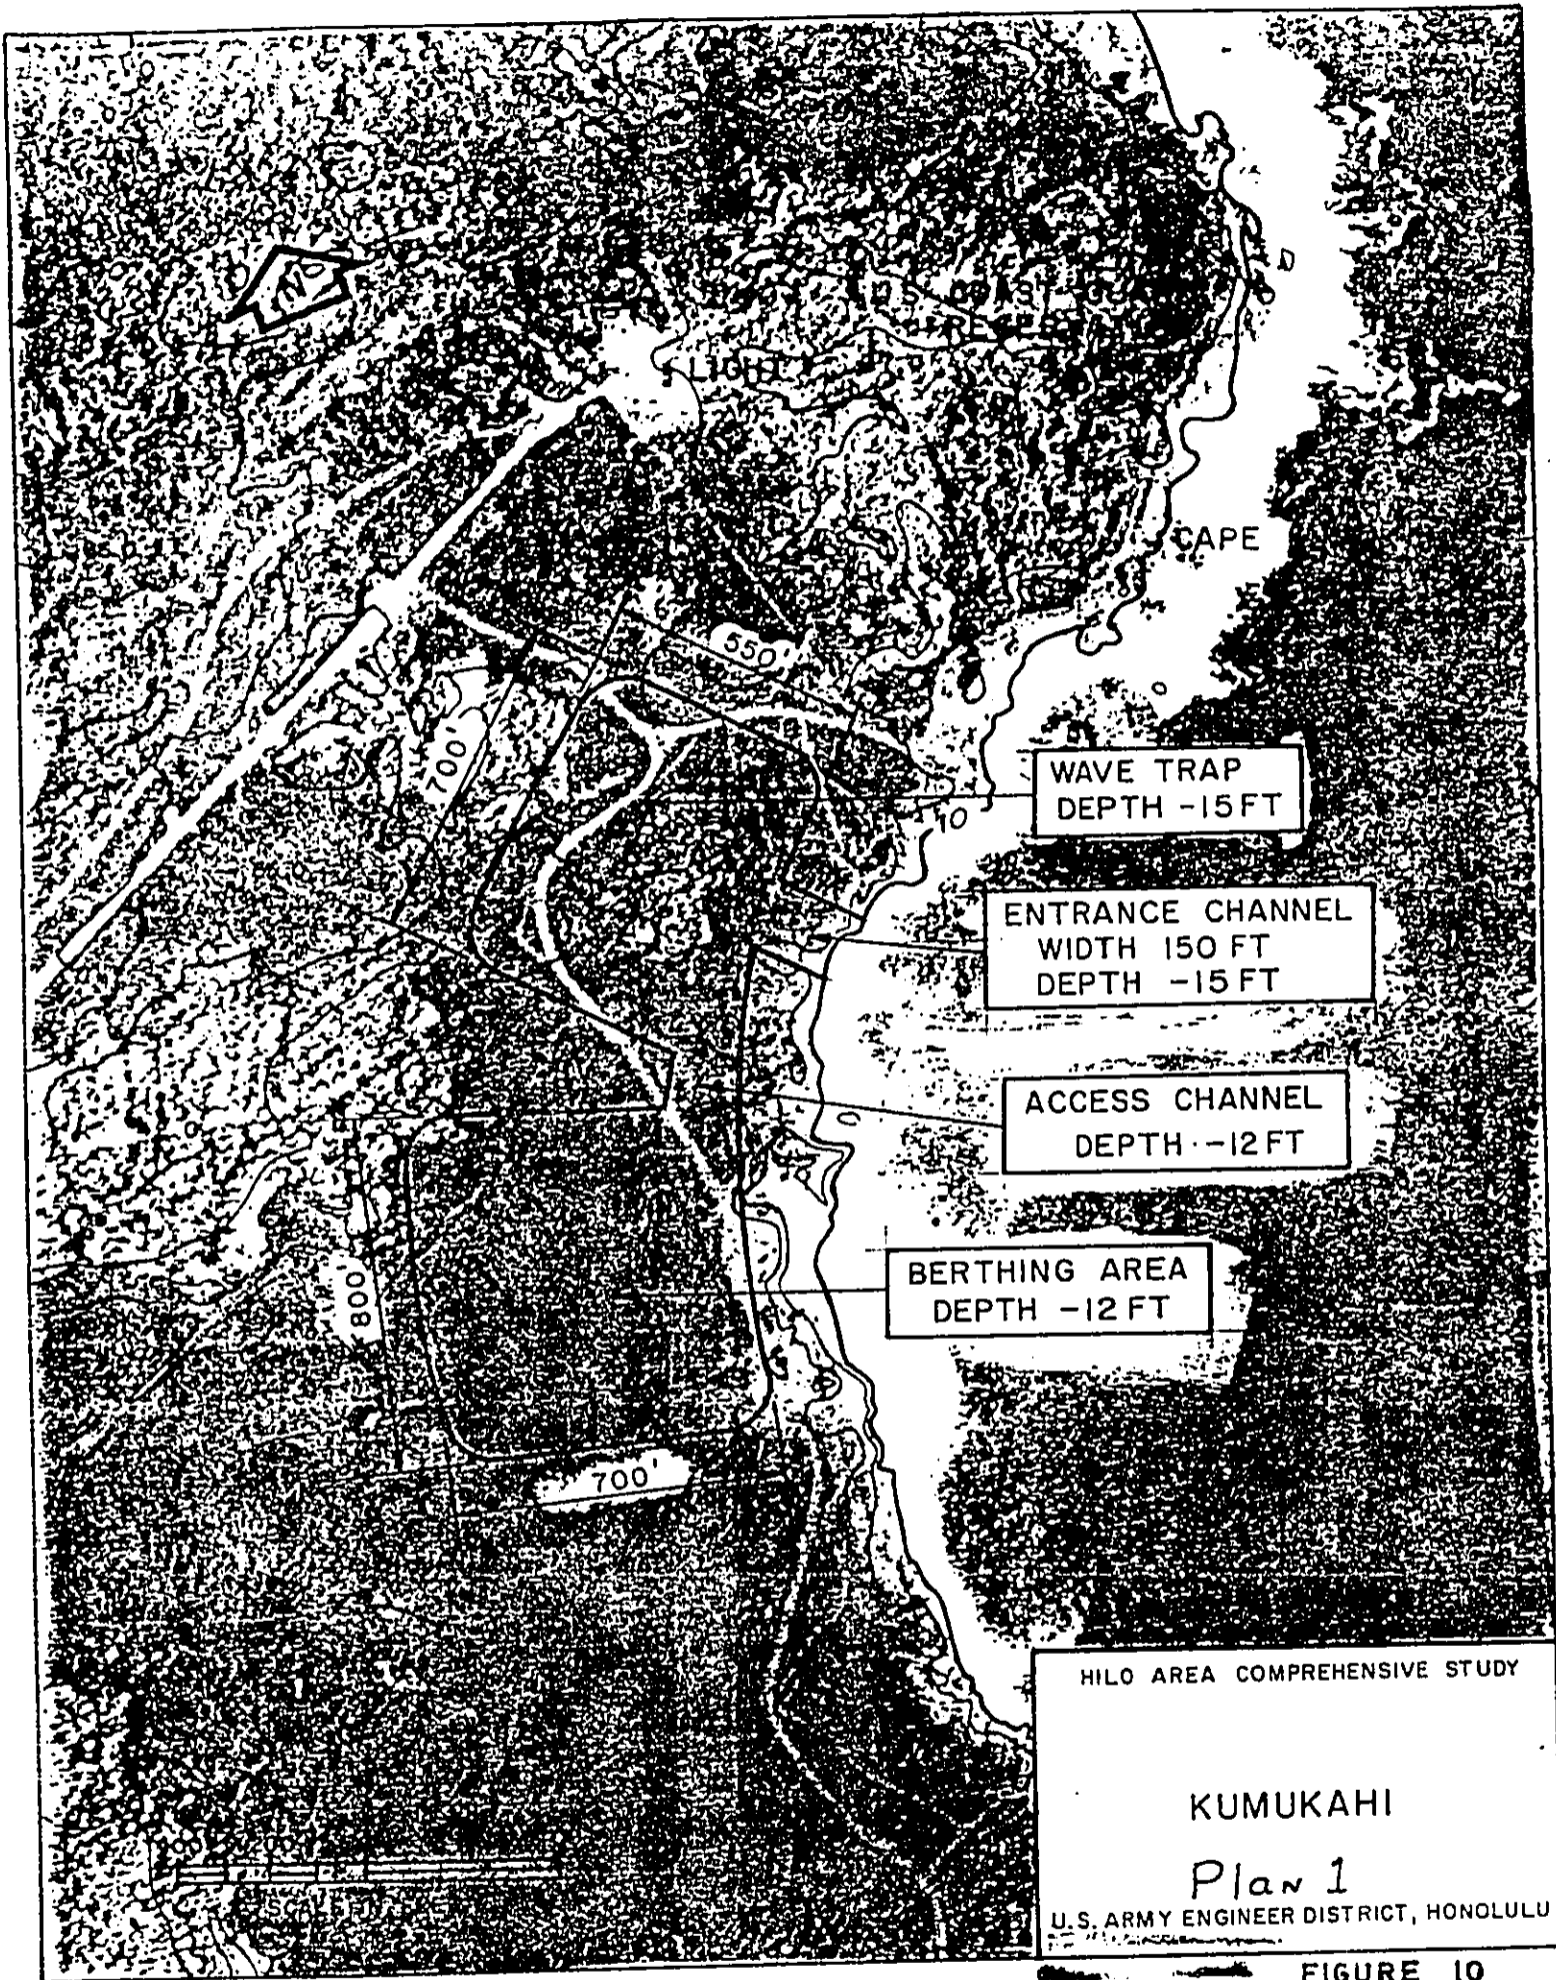 N
LIGHT
CAPE
550'
700'
WAVE TRAP
DEPTH -15 FT
10
ENTRANCE CHANNEL
WIDTH 150 FT
DEPTH -15 FT
ACCESS CHANNEL
DEPTH -12 FT
0
800'
BERTHING AREA
DEPTH -12 FT
700'
HILO AREA COMPREHENSIVE STUDY
KUMUKAHI
Plan 1
U.S. ARMY ENGINEER DISTRICT, HONOLULU
FIGURE 10